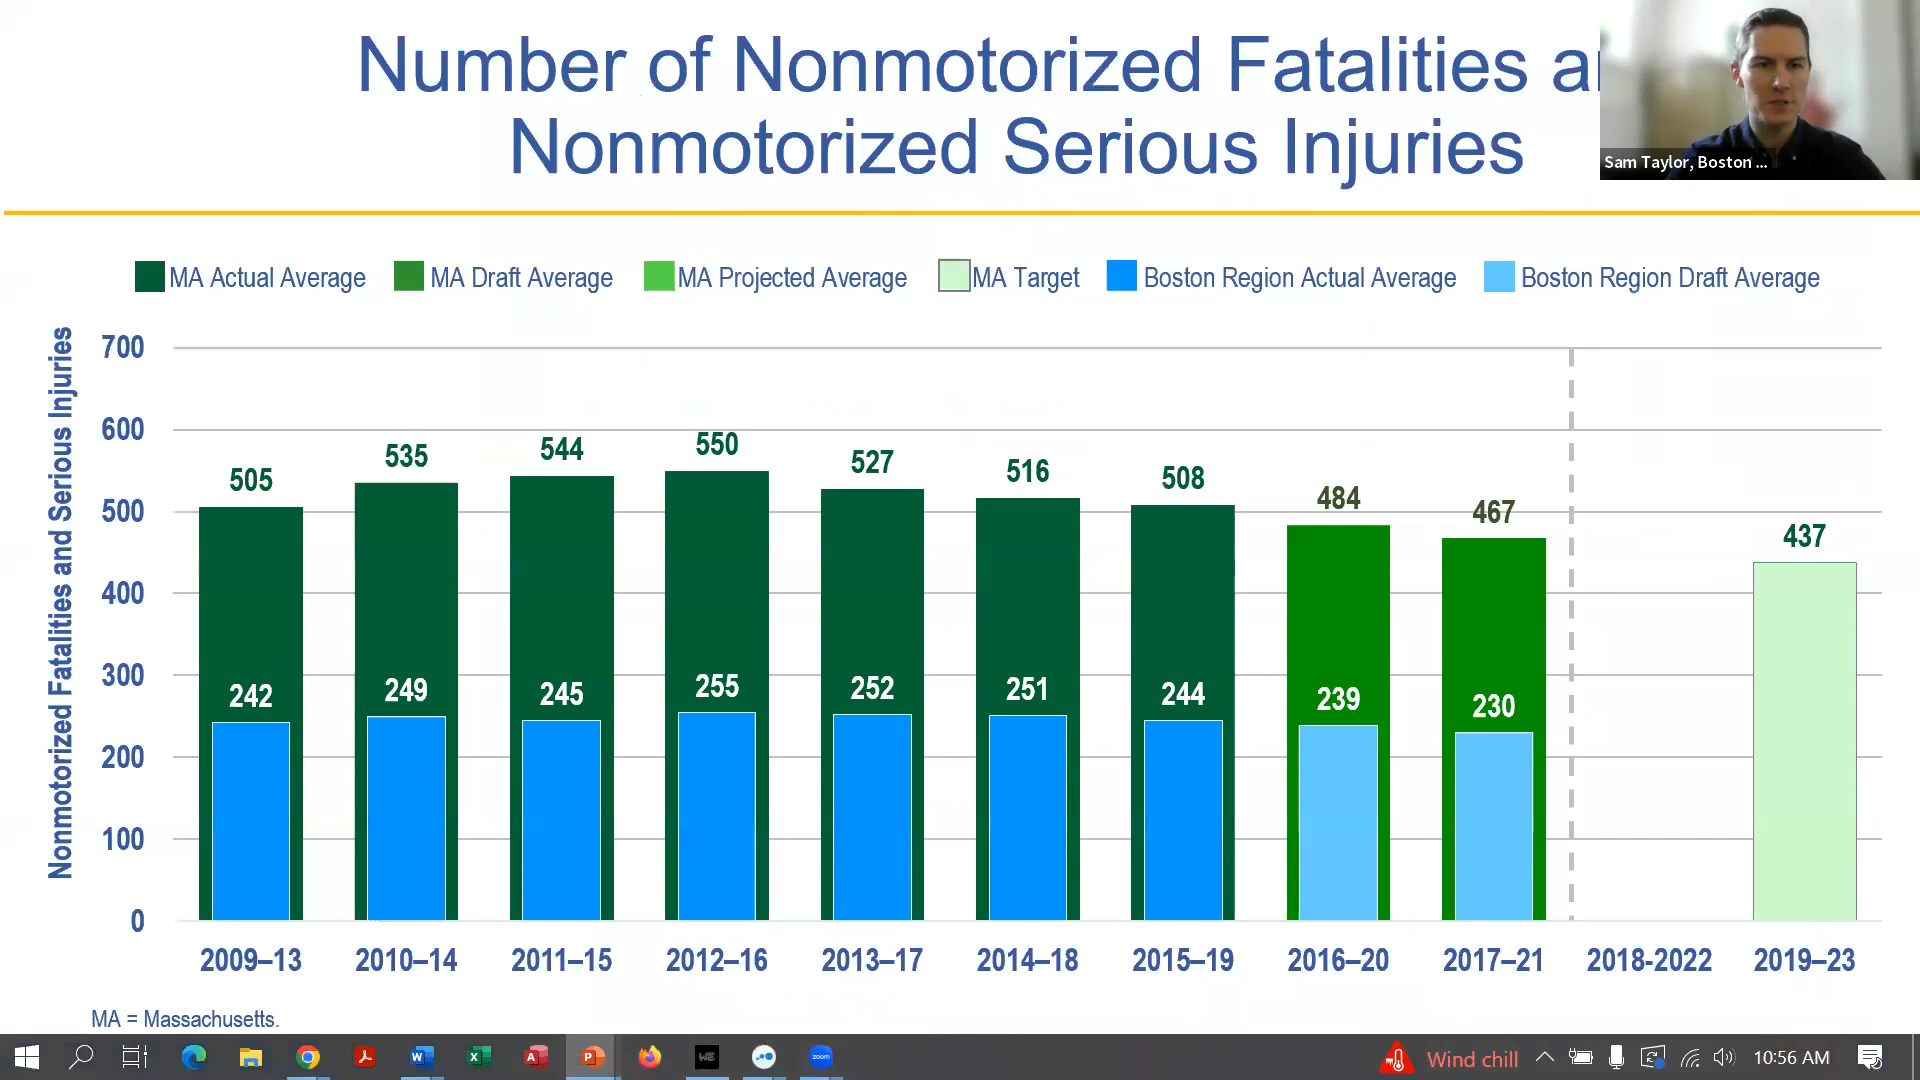 Number of Nonmotorized Fatalities a
Nonmotorized Serious Injuries
Sam Taylor, Boston ...
MA Actual Average
MA Draft Average
MA Projected Average
MA Target
Boston Region Actual Average
Boston Region Draft Average
Nonmotorized Fatalities and Serious Injuries
700
600
500
400
300
200
100
0
505
535
544
550
527
516
508
484
467
437
242
249
245
255
252
251
244
239
230
2009–13
2010–14
2011–15
2012–16
2013–17
2014–18
2015–19
2016–20
2017–21
2018-2022
2019–23
MA = Massachusetts.
WE
zoom
Wind chill
10:56 AM